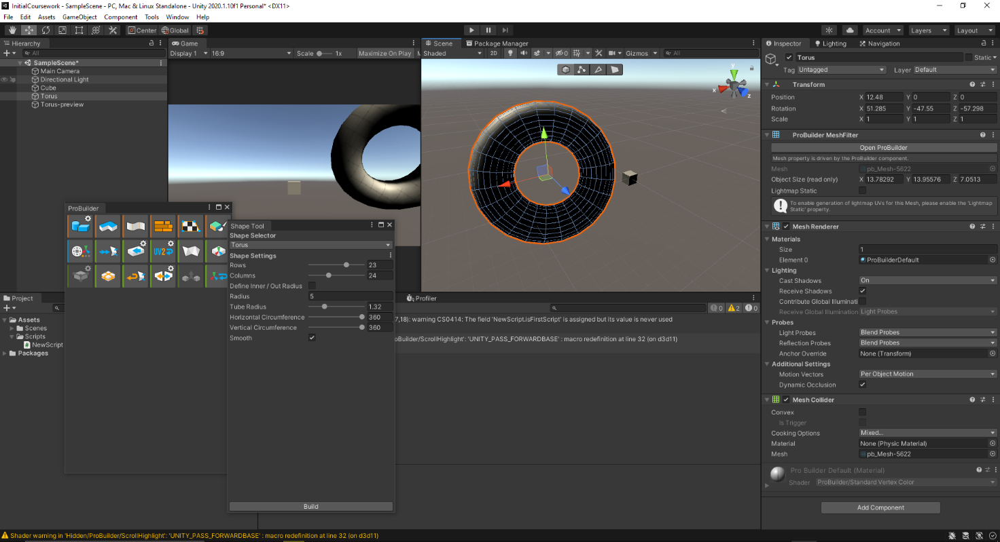 InitialCoursework - SampleScene - PC, Mac & Linux Standalone - Unity 2020.1.10f1 Personal* <DX11>
File Edit Assets GameObject Component Tools Window Help
Center Global Account Layers Layout
Hierarchy
All
SampleScene*
Main Camera
Directional Light
Cube
Torus
Torus-preview
Game
Display 1 16:9 Scale 1x Maximize On Play
Scene Package Manager
Shaded 2D 0 Gizmos All
y
x
z
ProBuilder
UV2
Shape Tool
Shape Selector
Torus
Shape Settings
Rows 23
Columns 24
Define Inner / Out Radius
Radius 5
Tube Radius 1.32
Horizontal Circumference 360
Vertical Circumference 360
Smooth
Build
Project
Assets
Scenes
Scripts
NewScript
Packages
Profiler
0 2 0
7,18): warning CS0414: The field 'NewScript.isFirstScript' is assigned but its value is never used
oBuilder/ScrollHighlight': 'UNITY_PASS_FORWARDBASE' : macro redefinition at line 32 (on d3d11)
Inspector Lighting Navigation
Torus Static
Tag Untagged Layer Default
Transform
Position X 12.48 Y 0 Z 0
Rotation X 51.285 Y -47.55 Z -57.298
Scale X 1 Y 1 Z 1
ProBuilder MeshFilter
Open ProBuilder
Mesh property is driven by the ProBuilder component.
Mesh pb_Mesh-5622
Object Size (read only) X 13.78292 Y 13.95576 Z 7.0513
Lightmap Static
To enable generation of lightmap UVs for this Mesh, please enable the 'Lightmap
Static' property.
Mesh Renderer
Materials
Size 1
Element 0 ProBuilderDefault
Lighting
Cast Shadows On
Receive Shadows
Contribute Global Illuminati
Receive Global Illumination Light Probes
Probes
Light Probes Blend Probes
Reflection Probes Blend Probes
Anchor Override None (Transform)
Additional Settings
Motion Vectors Per Object Motion
Dynamic Occlusion
Mesh Collider
Convex
Is Trigger
Cooking Options Mixed...
Material None (Physic Material)
Mesh pb_Mesh-5622
Pro Builder Default (Material)
Shader ProBuilder/Standard Vertex Color
Add Component
Shader warning in 'Hidden/ProBuilder/ScrollHighlight': 'UNITY_PASS_FORWARDBASE' : macro redefinition at line 32 (on d3d11)